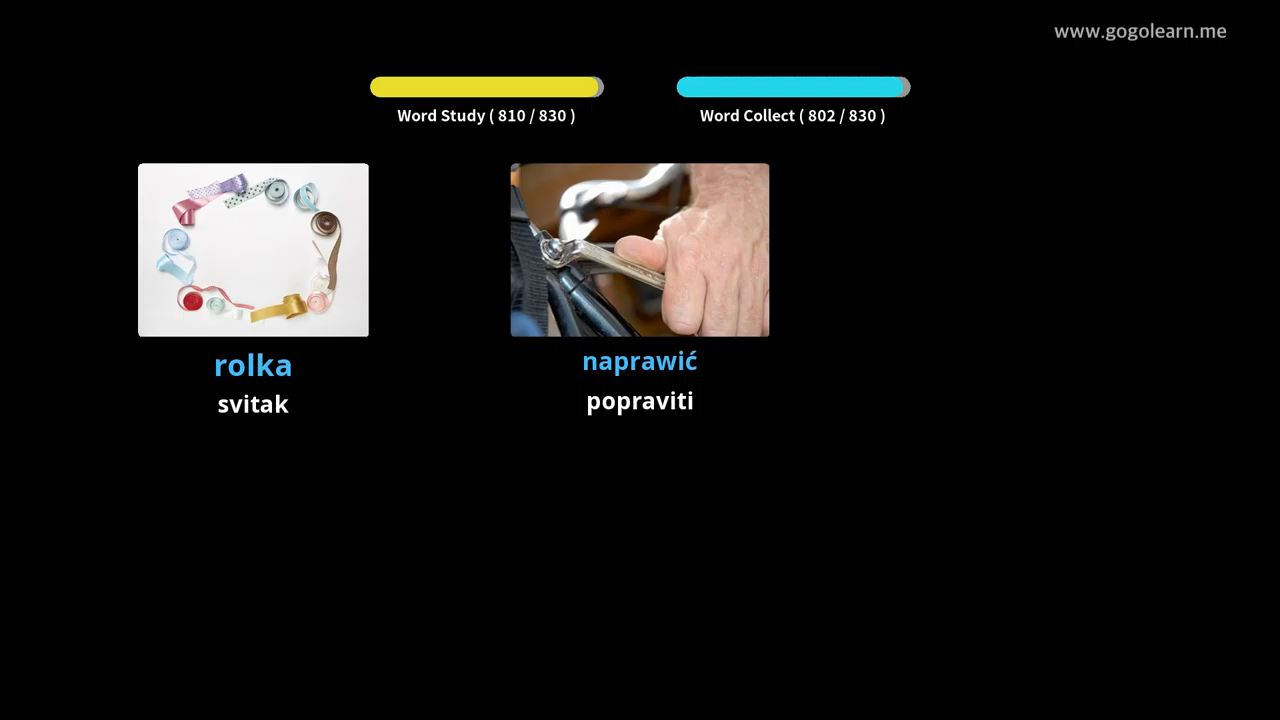 www.gogolearn.me
Word Study ( 810 / 830 )
Word Collect ( 802 / 830 )
rolka
svitak
naprawić
popraviti